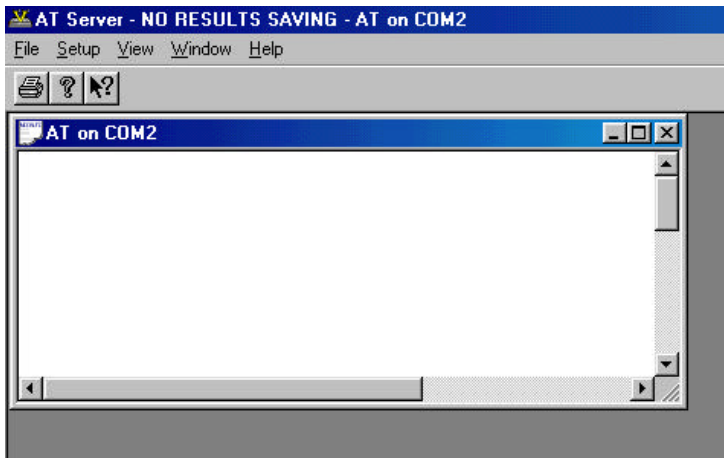 AT Server - NO RESULTS SAVING - AT on COM2
File Setup View Window Help
AT on COM2